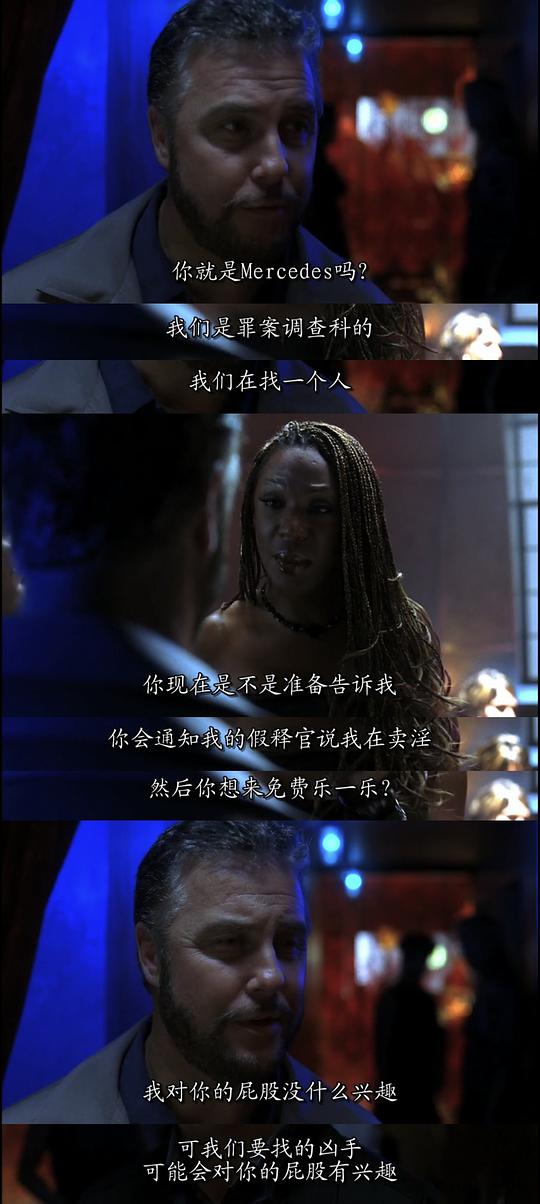 你就是Mercedes吗?
我们是罪案调查科的
我们在找一个人
你现在是不是准备告诉我
你会通知我的假释官说我在卖淫
然后你想来免费乐一乐?
我对你的屁股没什么兴趣
可我们要找的凶手
可能会对你的屁股有兴趣